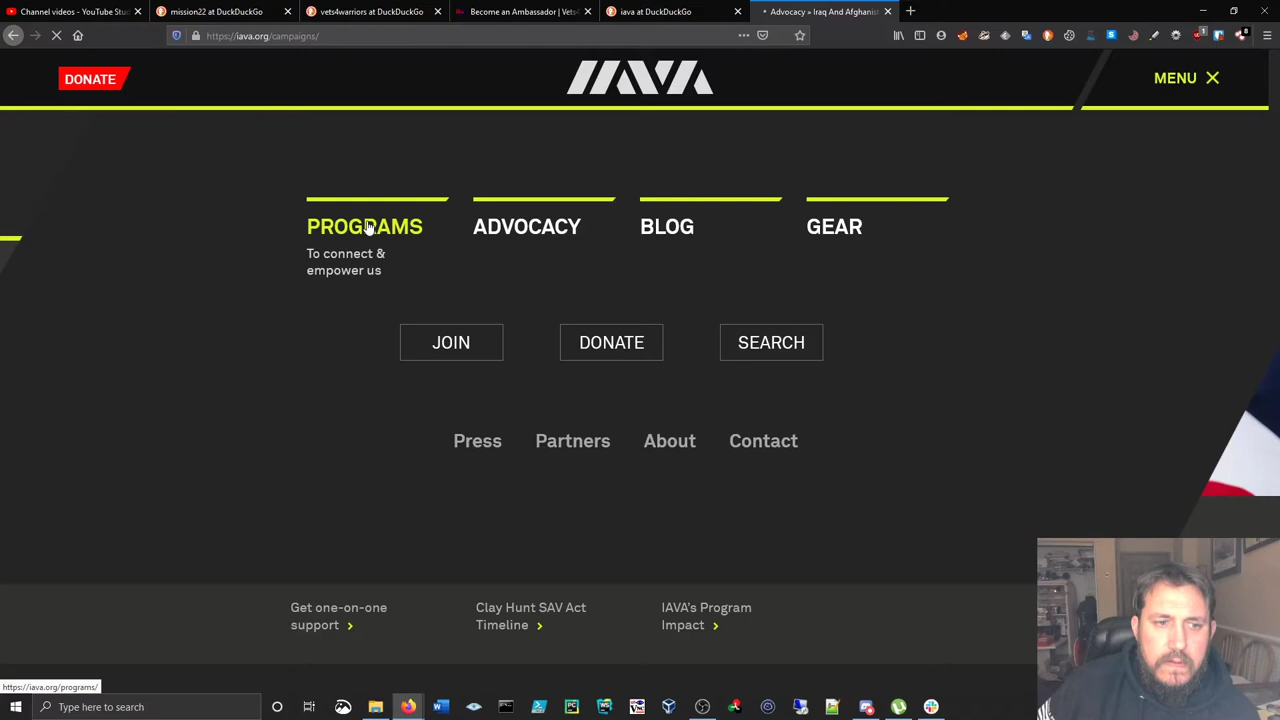 Channel videos - YouTube Stud
mission22 at DuckDuckGo
vets4warriors at DuckDuckGo
Become an Ambassador | Vets4
iava at DuckDuckGo
Advocacy » Iraq And Afghanist
https://iava.org/campaigns/
DONATE
IAVA
MENU
PROGRAMS ADVOCACY BLOG GEAR
To connect &
empower us
JOIN DONATE SEARCH
Press Partners About Contact
Get one-on-one
support
Clay Hunt SAV Act
Timeline
IAVA's Program
Impact
https://iava.org/programs/
Type here to search